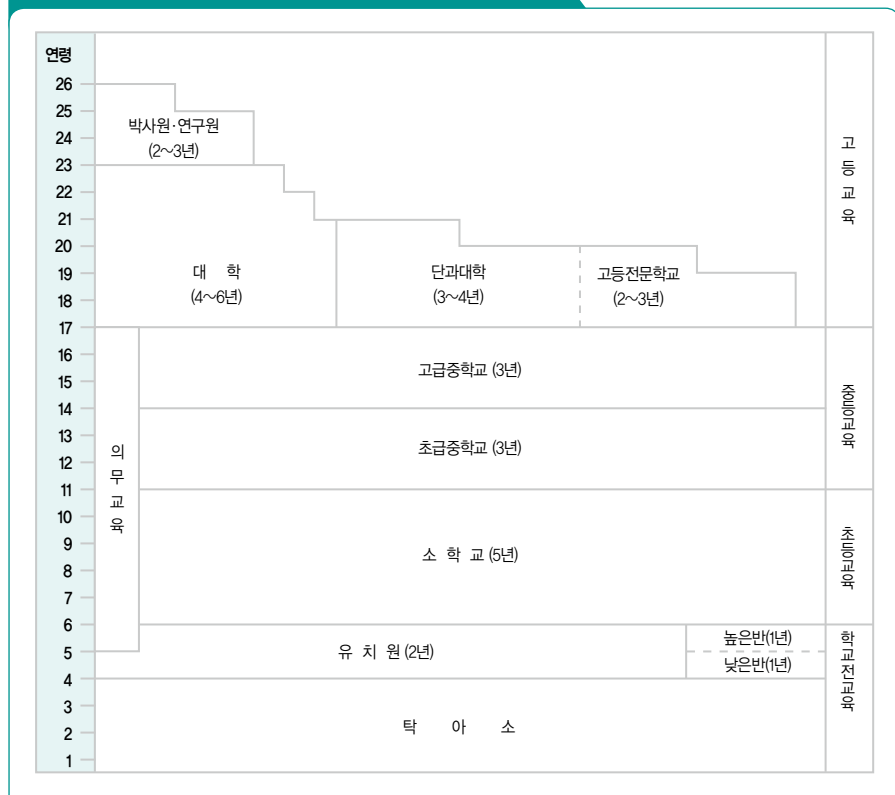 연령
26
25
24
23
22
21
20
19
18
17
16
15
14
13
12
11
10
9
8
7
6
5
4
3
2
1
박사원·연구원
(2~3년)
대 학
(4~6년)
단과대학
(3~4년)
고등전문학교
(2~3년)
고급중학교 (3년)
초급중학교 (3년)
소 학 교 (5년)
유 치 원 (2년)
높은반(1년)
낮은반(1년)
탁 아 소
의무교육
고등교육
중등교육
초등교육
학교전교육